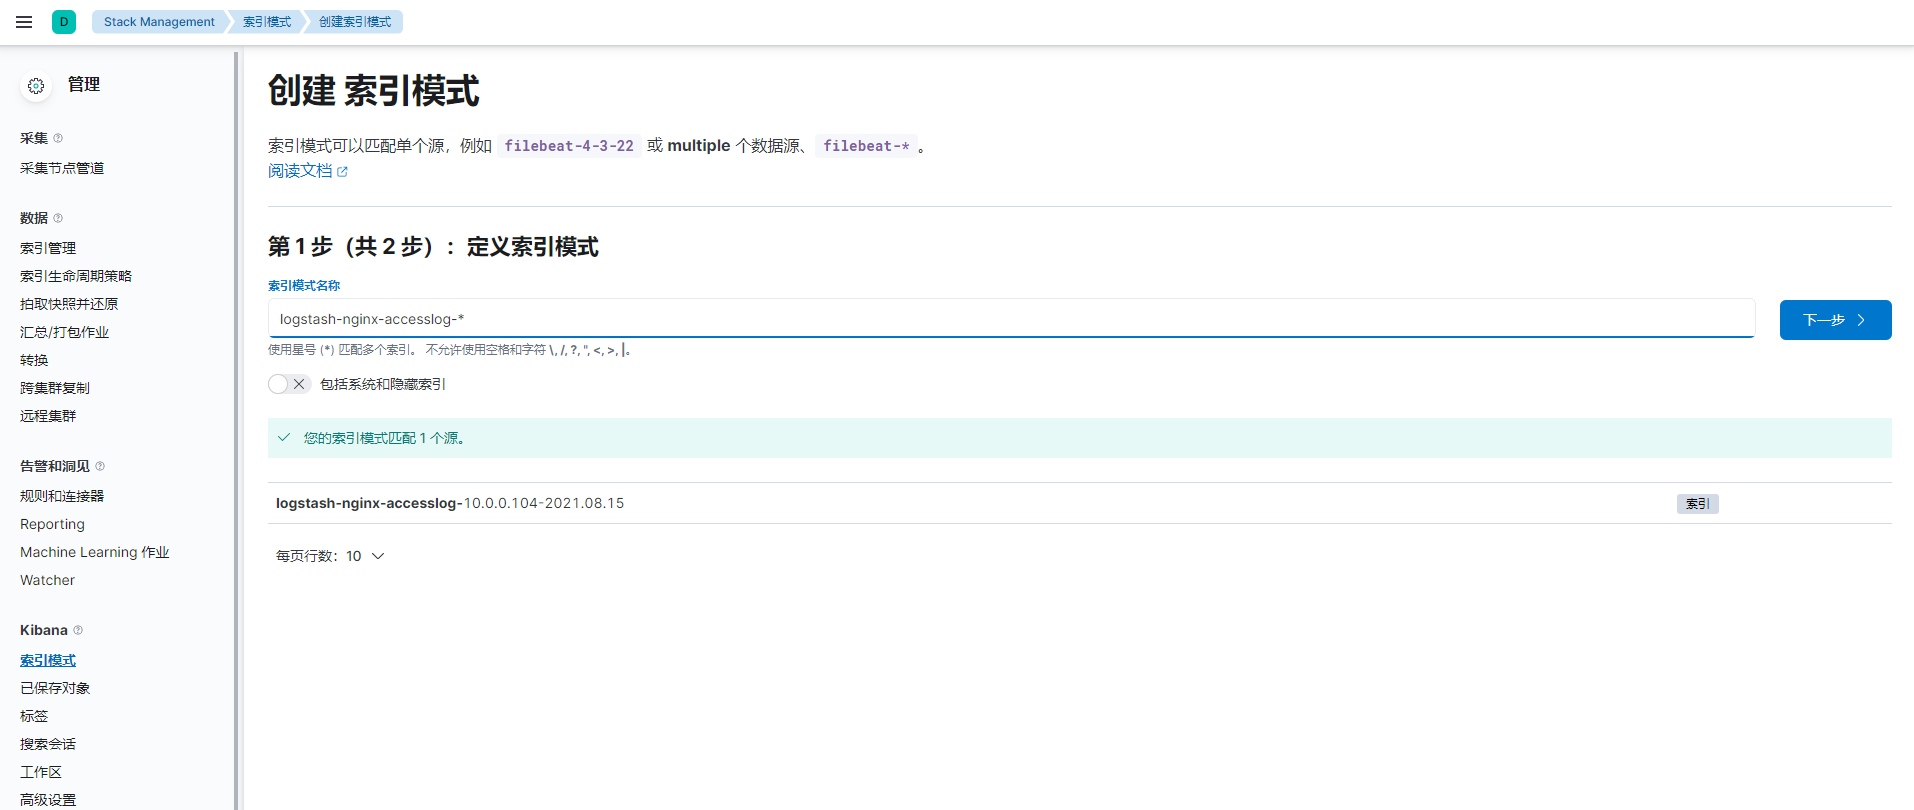 D
Stack Management
索引模式
创建索引模式
管理
采集
采集节点管道
数据
索引管理
索引生命周期策略
拍取快照并还原
汇总/打包作业
转换
跨集群复制
远程集群
告警和洞见
规则和连接器
Reporting
Machine Learning 作业
Watcher
Kibana
索引模式
已保存对象
标签
搜索会话
工作区
高级设置
创建 索引模式
索引模式可以匹配单个源，例如 filebeat-4-3-22 或 multiple 个数据源、 filebeat-* 。
阅读文档
第 1 步（共 2 步）：定义索引模式
索引模式名称
logstash-nginx-accesslog-*
下一步
使用星号 (*) 匹配多个索引。 不允许使用空格和字符 \, /, ?, ", <, >, |。
包括系统和隐藏索引
您的索引模式匹配 1 个源。
logstash-nginx-accesslog-10.0.0.104-2021.08.15
索引
每页行数：10